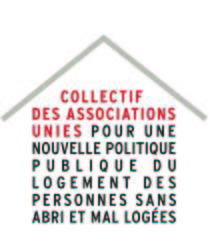 COLLECTIF
DES ASSOCIATIONS
UNIES POUR UNE
NOUVELLE POLITIQUE
PUBLIQUE DU
LOGEMENT DES
PERSONNES SANS
ABRI ET MAL LOGÉES